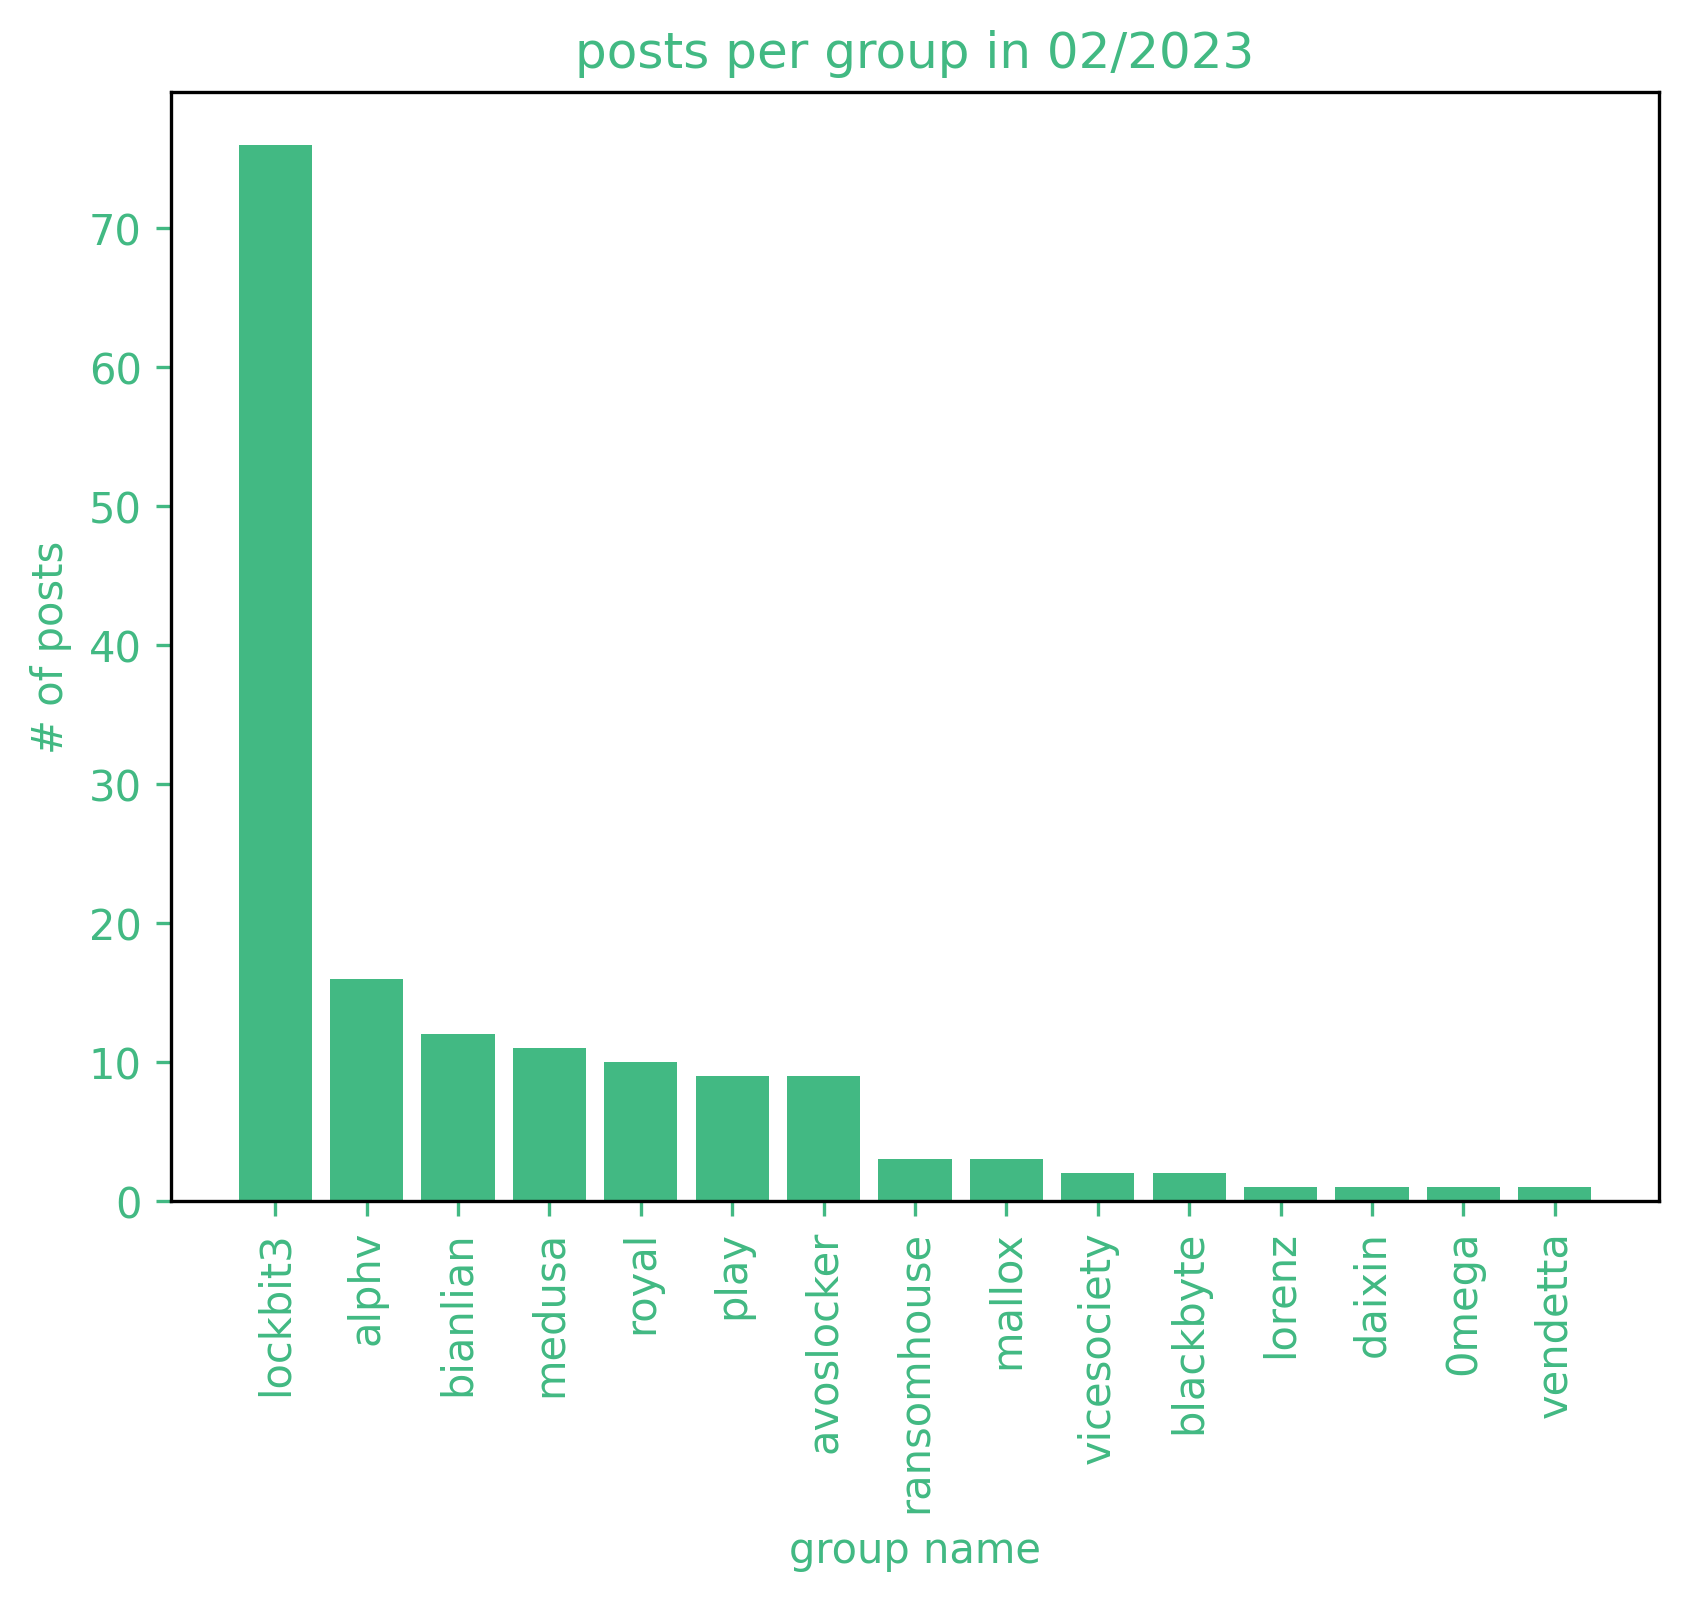 posts per group in 02/2023
# of posts
70
60
50
40
30
20
10
0
lockbit3
alphv
bianlian
medusa
royal
play
avoslocker
ransomhouse
mallox
vicesociety
blackbyte
lorenz
daixin
0mega
vendetta
group name